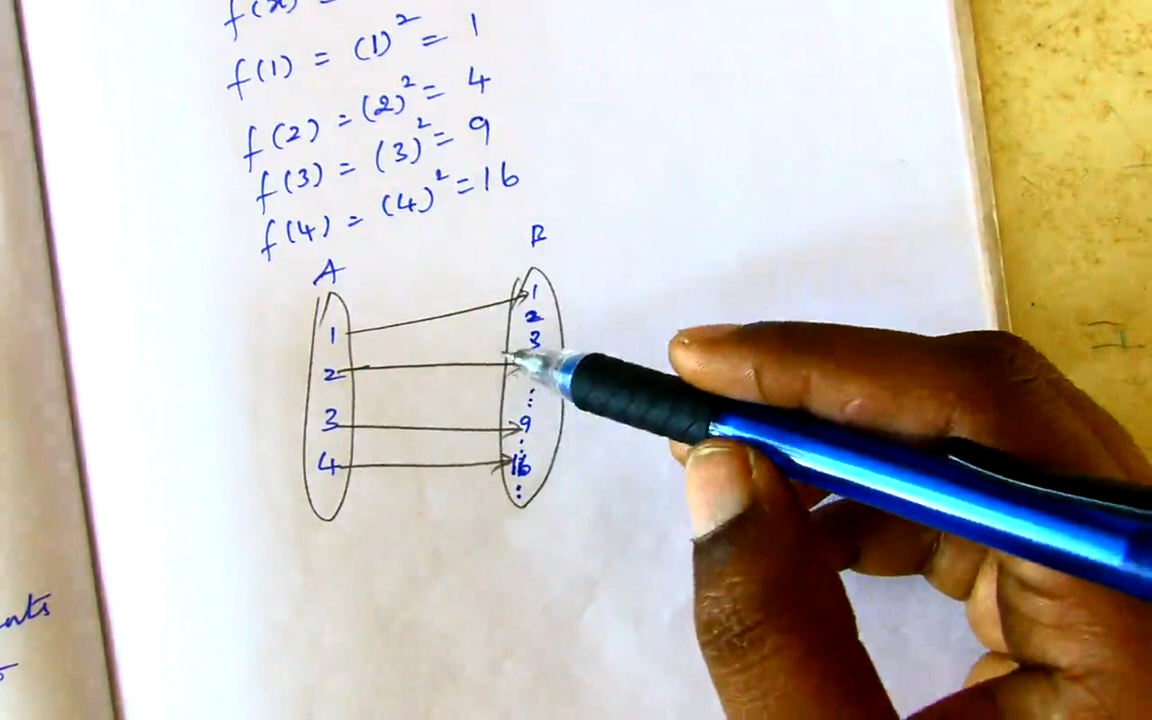 f(x) =
f(1) = (1)² = 1
f(2) = (2)² = 4
f(3) = (3)² = 9
f(4) = (4)² = 16
A B
1 1
2
3
2
⋮
3 9
⋮
4 16
⋮
nts